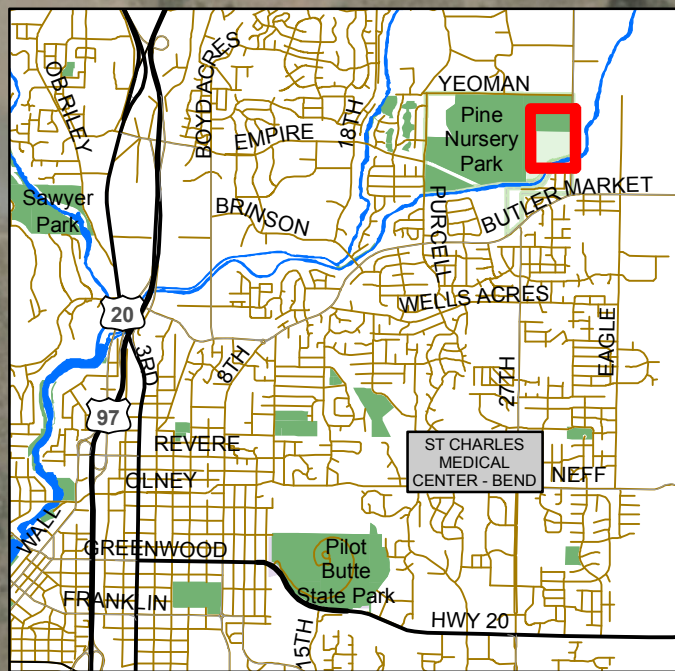 YEOMAN
OB RILEY
BOYD ACRES
18TH
EMPIRE
Pine
Nursery
Park
Sawyer
Park
BRINSON
PURCELL
BUTLER MARKET
WELLS ACRES
20
3RD
8TH
27TH
EAGLE
97
REVERE
ST CHARLES
MEDICAL
CENTER - BEND
OLNEY
NEFF
WALL
GREENWOOD
Pilot
Butte
State Park
FRANKLIN
15TH
HWY 20